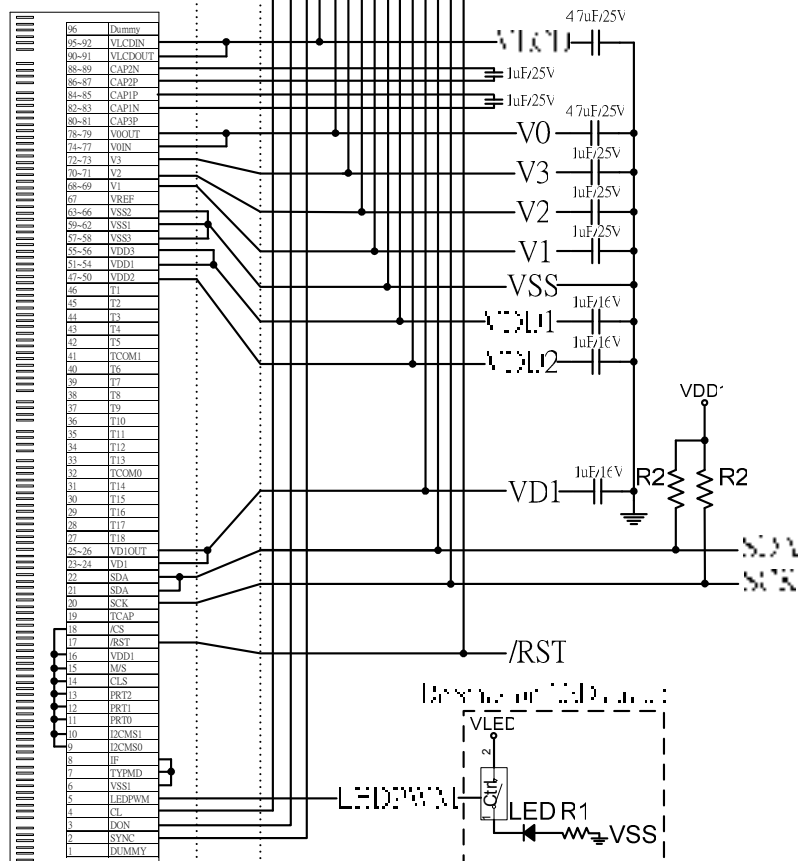 96 Dummy
95~92 VLCDIN
90~91 VLCDOUT
88~89 CAP2N
86~87 CAP2P
84~85 CAP1P
82~83 CAP1N
80~81 CAP3P
78~79 V0OUT
74~77 V0IN
72~73 V3
70~71 V2
68~69 V1
67 VREF
63~66 VSS2
59~62 VSS1
57~58 VSS3
55~56 VDD3
51~54 VDD1
47~50 VDD2
46 T1
45 T2
44 T3
43 T4
42 T5
41 TCOM1
40 T6
39 T7
38 T8
37 T9
36 T10
35 T11
34 T12
33 T13
32 TCOM0
31 T14
30 T15
29 T16
28 T17
27 T18
25~26 VD1OUT
23~24 VD1
22 SDA
21 SDA
20 SCK
19 TCAP
18 /CS
17 /RST
16 VDD1
15 M/S
14 CLS
13 PRT2
12 PRT1
11 PRT0
10 I2CMS1
9 I2CMS0
8 IF
7 TYPMD
6 VSS1
5 LEDPWM
4 CL
3 DON
2 SYNC
1 DUMMY
4.7uF/25V
1uF/25V
1uF/25V
4.7uF/25V
V0
1uF/25V
V3
1uF/25V
V2
1uF/25V
V1
VSS
1uF/16V
VDD1
1uF/16V
VDD2
VDD1
R2 R2
1uF/16V
VD1
SDA
SCK
/RST
VLED
2
Ctrl
LEDPWM
1
LED R1
VSS